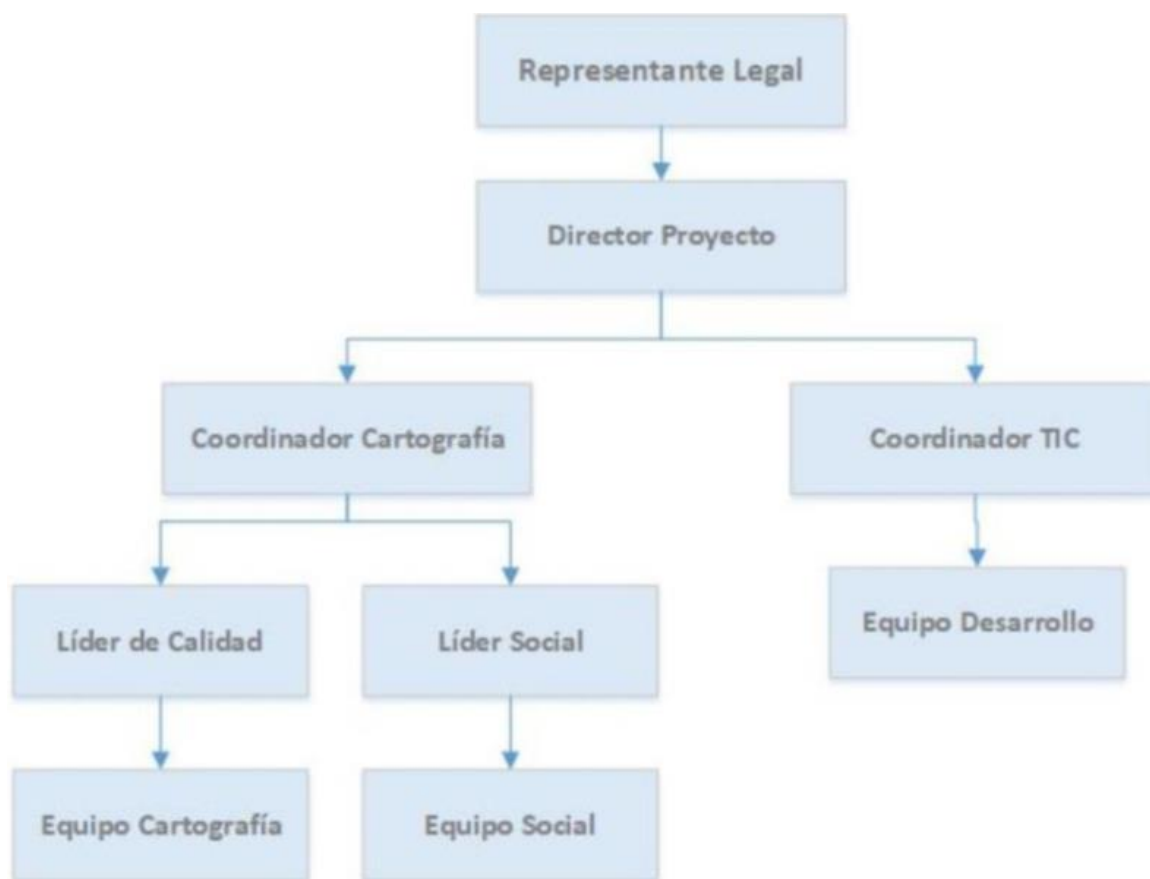 Representante Legal
Director Proyecto
Coordinador Cartografía
Coordinador TIC
Líder de Calidad
Líder Social
Equipo Desarrollo
Equipo Cartografía
Equipo Social